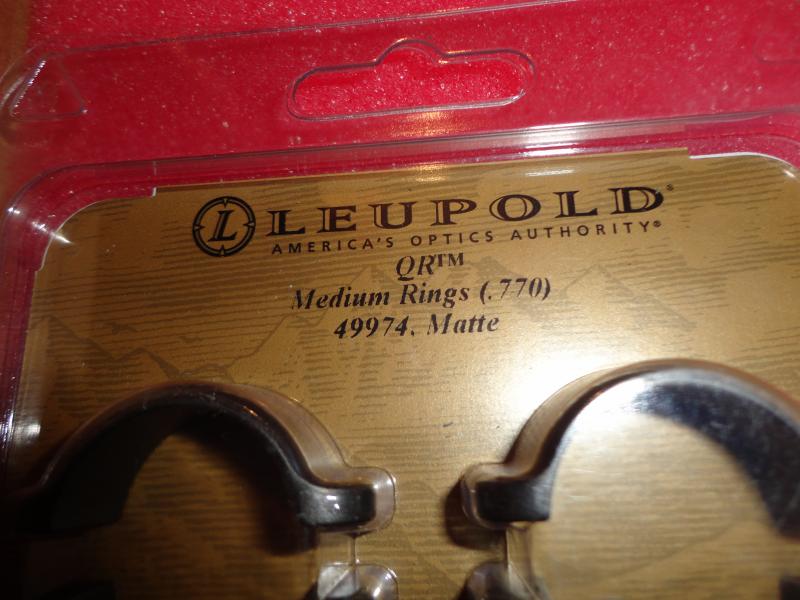 L LEUPOLD®
AMERICA'S OPTICS AUTHORITY®
QR™
Medium Rings (.770)
49974, Matte